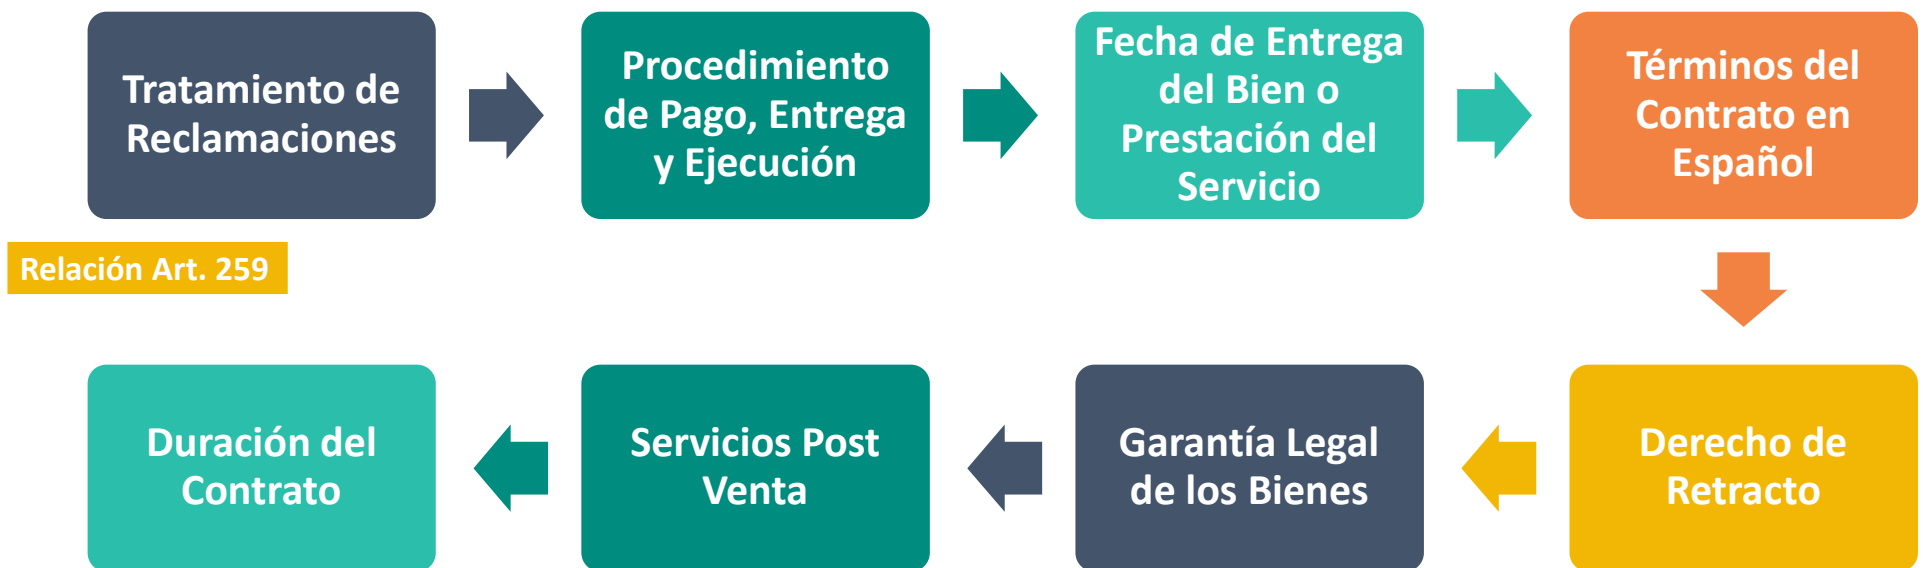 Tratamiento de
Reclamaciones
Procedimiento
de Pago, Entrega
y Ejecución
Fecha de Entrega
del Bien o
Prestación del
Servicio
Términos del
Contrato en
Español
Relación Art. 259
Derecho de
Retracto
Garantía Legal
de los Bienes
Servicios Post
Venta
Duración del
Contrato